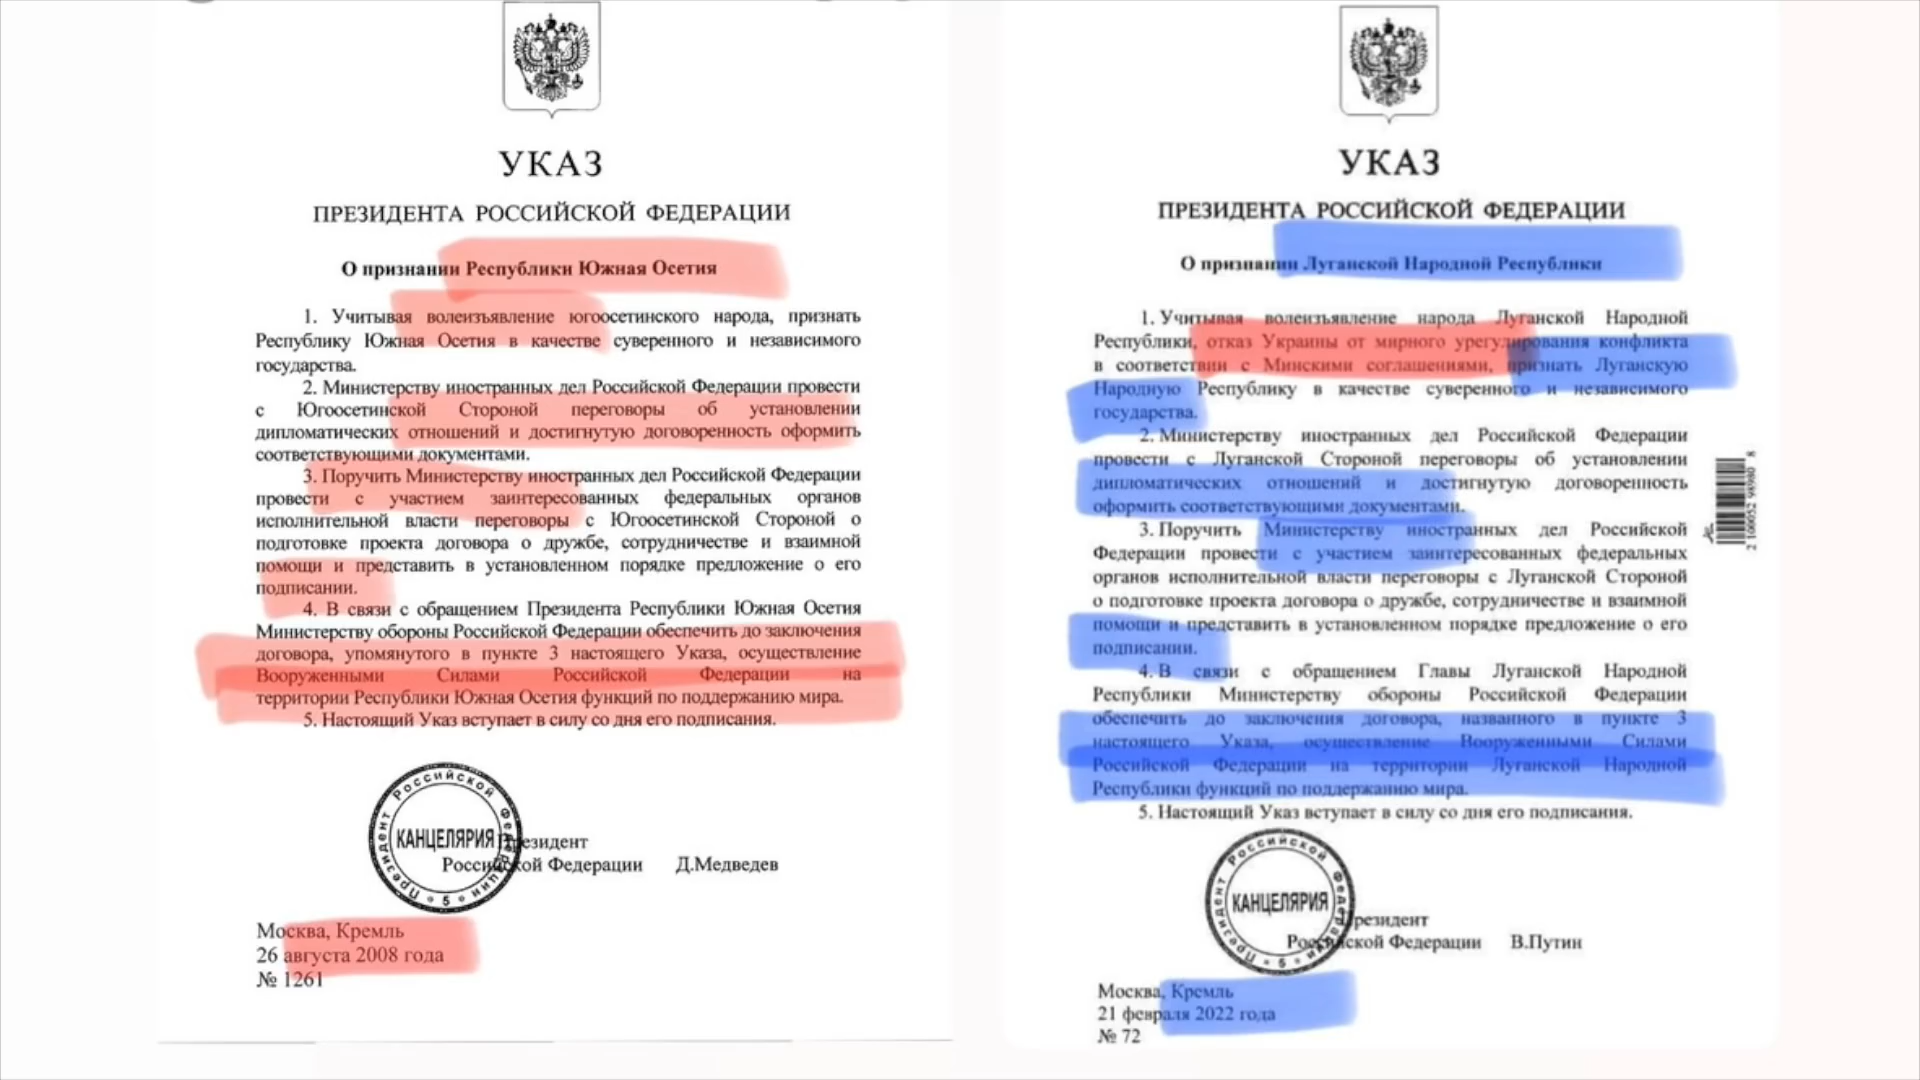 УКАЗ
ПРЕЗИДЕНТА РОССИЙСКОЙ ФЕДЕРАЦИИ
О признании Республики Южная Осетия
1. Учитывая волеизъявление югоосетинского народа, признать
Республику Южная Осетия в качестве суверенного и независимого
государства.
2. Министерству иностранных дел Российской Федерации провести
с Югоосетинской Стороной переговоры об установлении
дипломатических отношений и достигнутую договоренность оформить
соответствующими документами.
3. Поручить Министерству иностранных дел Российской Федерации
провести с участием заинтересованных федеральных органов
исполнительной власти переговоры с Югоосетинской Стороной о
подготовке проекта договора о дружбе, сотрудничестве и взаимной
помощи и представить в установленном порядке предложение о его
подписании.
4. В связи с обращением Президента Республики Южная Осетия
Министерству обороны Российской Федерации обеспечить до заключения
договора, упомянутого в пункте 3 настоящего Указа, осуществление
Вооруженными Силами Российской Федерации на
территории Республики Южная Осетия функций по поддержанию мира.
5. Настоящий Указ вступает в силу со дня его подписания.
Президент Российской Федерации
КАНЦЕЛЯРИЯ
5
Президент
Российской Федерации Д.Медведев
Москва, Кремль
26 августа 2008 года
№ 1261
УКАЗ
ПРЕЗИДЕНТА РОССИЙСКОЙ ФЕДЕРАЦИИ
О признании Луганской Народной Республики
1. Учитывая волеизъявление народа Луганской Народной
Республики, отказ Украины от мирного урегулирования конфликта
в соответствии с Минскими соглашениями, признать Луганскую
Народную Республику в качестве суверенного и независимого
государства.
2. Министерству иностранных дел Российской Федерации
провести с Луганской Стороной переговоры об установлении
дипломатических отношений и достигнутую договоренность
оформить соответствующими документами.
3. Поручить Министерству иностранных дел Российской
Федерации провести с участием заинтересованных федеральных
органов исполнительной власти переговоры с Луганской Стороной
о подготовке проекта договора о дружбе, сотрудничестве и взаимной
помощи и представить в установленном порядке предложение о его
подписании.
4. В связи с обращением Главы Луганской Народной
Республики Министерству обороны Российской Федерации
обеспечить до заключения договора, названного в пункте 3
настоящего Указа, осуществление Вооруженными Силами
Российской Федерации на территории Луганской Народной
Республики функций по поддержанию мира.
5. Настоящий Указ вступает в силу со дня его подписания.
2 100052 98980 8
Президент Российской Федерации
КАНЦЕЛЯРИЯ
5
Президент
Российской Федерации В.Путин
Москва, Кремль
21 февраля 2022 года
№ 72